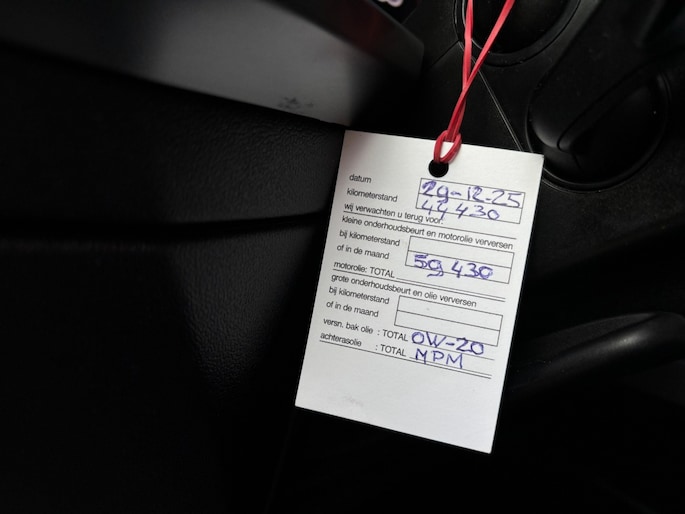 datum 29-12-25
kilometerstand 44 430
wij verwachten u terug voor:
kleine onderhoudsbeurt en motorolie verversen
bij kilometerstand
of in de maand 59 430
motorolie: TOTAL
grote onderhoudsbeurt en olie verversen
bij kilometerstand
of in de maand
versn. bak olie : TOTAL 0W-20
achterasolie : TOTAL MPM